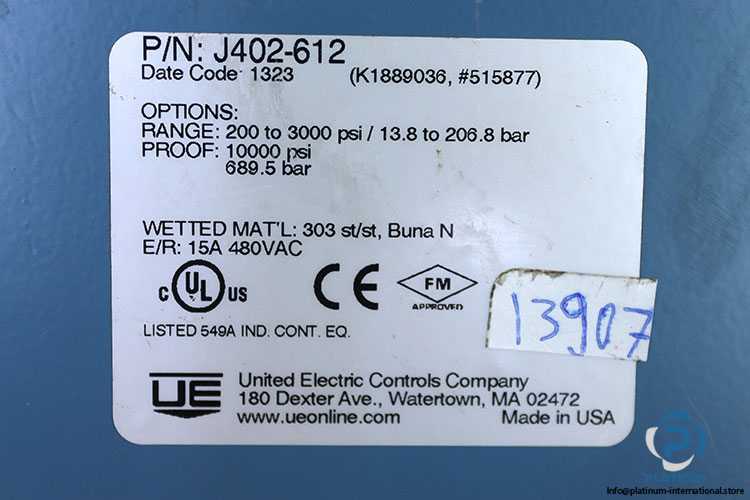 P/N: J402-612
Date Code 1323 (K1889036, #515877)
OPTIONS:
RANGE: 200 to 3000 psi / 13.8 to 206.8 bar
PROOF: 10000 psi
689.5 bar
WETTED MAT'L: 303 st/st, Buna N
E/R: 15A 480VAC
C UL US
CE
FM
APPROVED
13907
LISTED 549A IND. CONT. EQ.
UE
United Electric Controls Company
180 Dexter Ave., Watertown, MA 02472
www.ueonline.com Made in USA
PLATINUM
Info@platinum-international.store